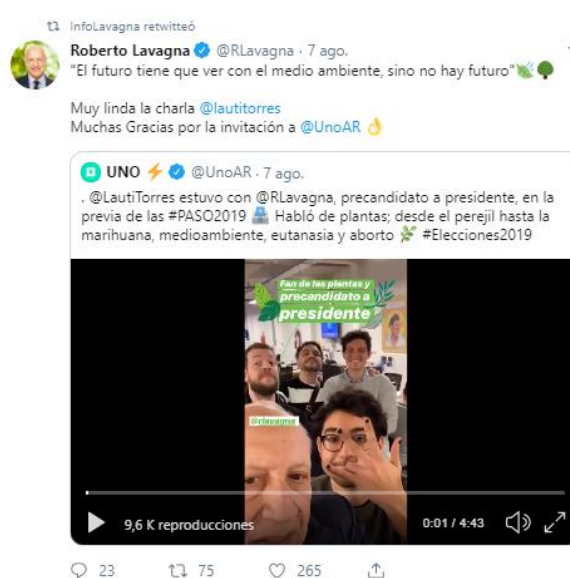 InfoLavagna retwitteó
Roberto Lavagna @RLavagna · 7 ago.
"El futuro tiene que ver con el medio ambiente, sino no hay futuro"
Muy linda la charla @lautitorres
Muchas Gracias por la invitación a @UnoAR
UNO @UnoAR · 7 ago.
. @LautiTorres estuvo con @RLavagna, precandidato a presidente, en la
previa de las #PASO2019 Habló de plantas; desde el perejil hasta la
marihuana, medioambiente, eutanasia y aborto #Elecciones2019
Fan de las plantas y
precandidato a
presidente
@rlavagna
9,6 K reproducciones
0:01 / 4:43
23 75 265